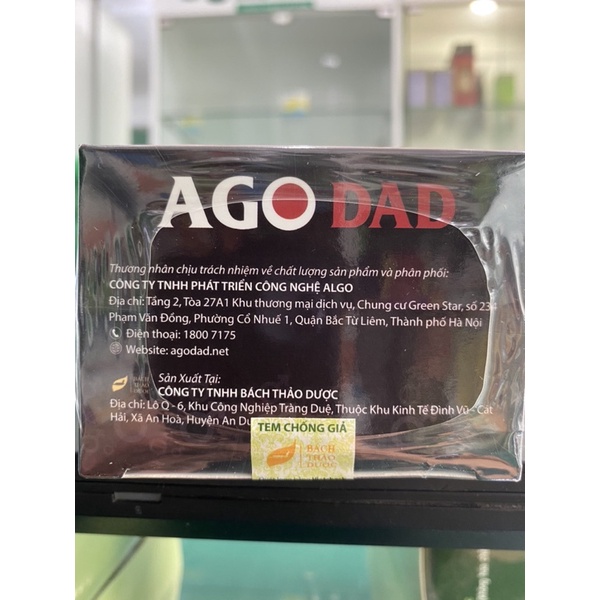 AGO DAD
Thương nhân chịu trách nhiệm về chất lượng sản phẩm và phân phối:
CÔNG TY TNHH PHÁT TRIỂN CÔNG NGHỆ ALGO
Địa chỉ: Tầng 2, Tòa 27A1 Khu thương mại dịch vụ, Chung cư Green Star, số 234
Phạm Văn Đồng, Phường Cổ Nhuế 1, Quận Bắc Từ Liêm, Thành phố Hà Nội
Điện thoại: 1800 7175
Website: agodad.net
BÁCH THẢO DƯỢC
Sản Xuất Tại:
CÔNG TY TNHH BÁCH THẢO DƯỢC
Địa chỉ: Lô Q - 6, Khu Công Nghiệp Tràng Duệ, Thuộc Khu Kinh Tế Đình Vũ - Cát
Hải, Xã An Hoà, Huyện An Dư
TEM CHỐNG GIẢ
BÁCH
THẢO
DƯỢC